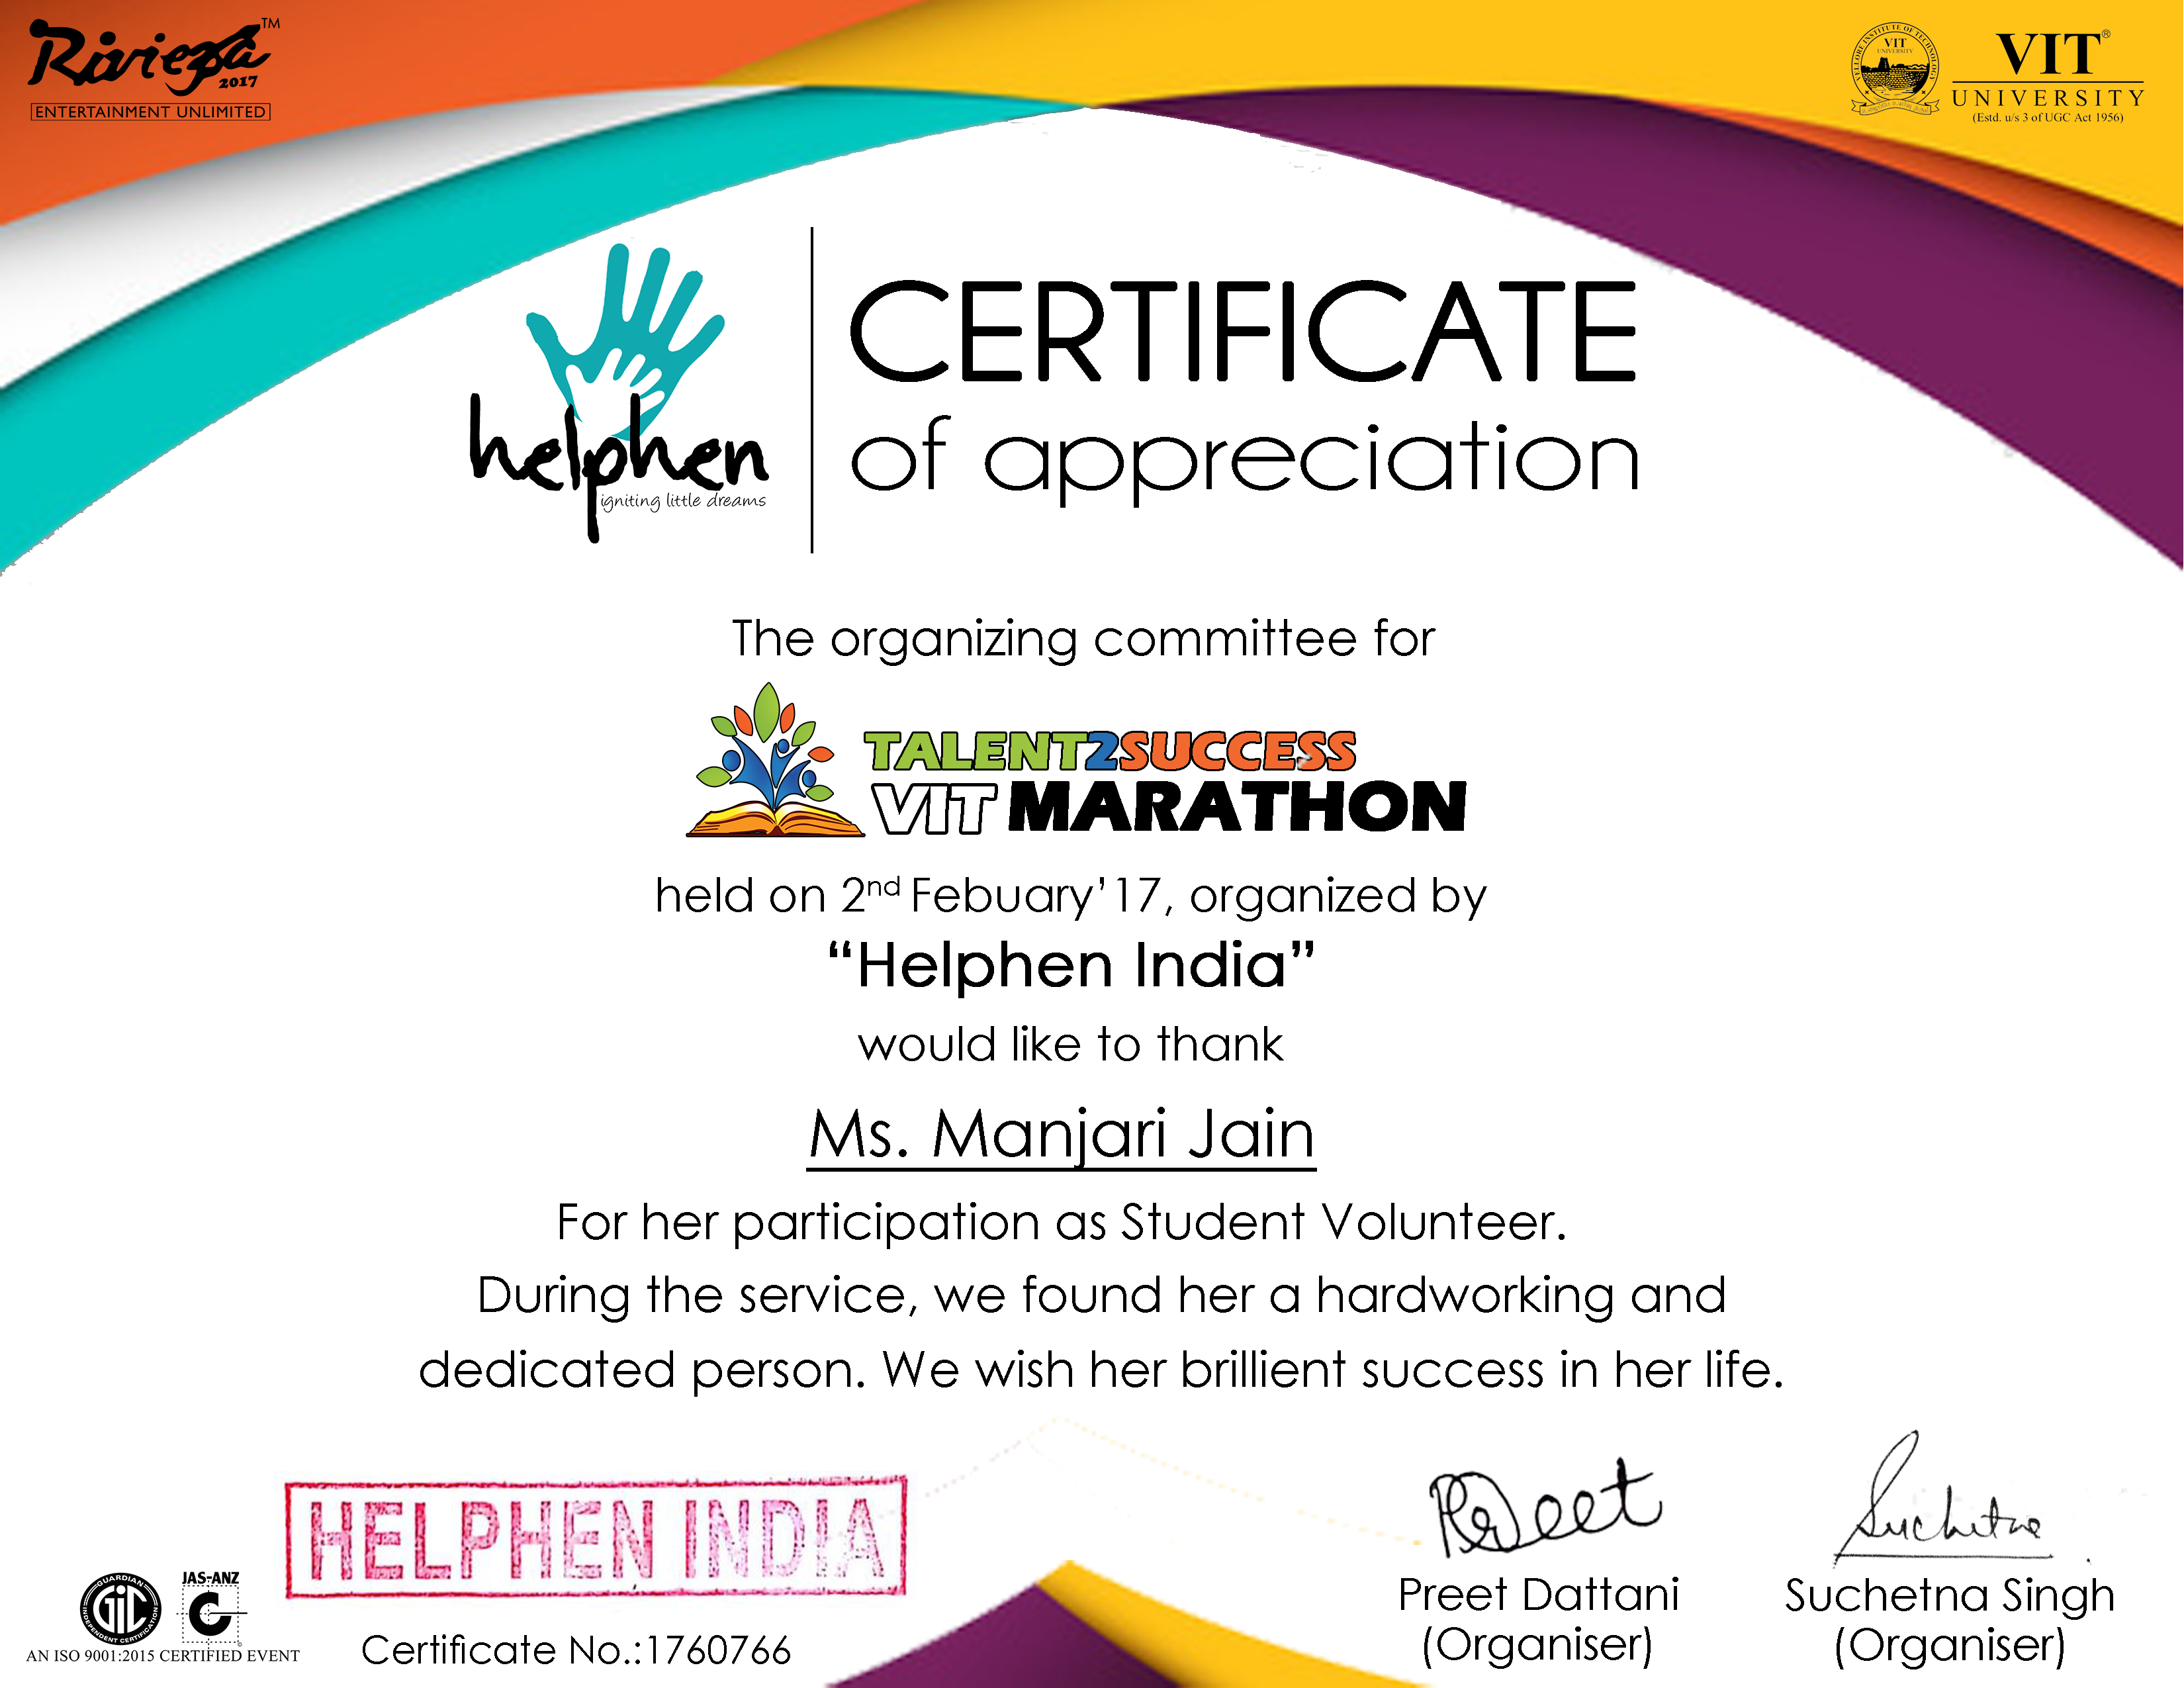 Riviera™
2017
ENTERTAINMENT UNLIMITED
VELLORE INSTITUTE OF TECHNOLOGY
VIT
UNIVERSITY
VIT®
UNIVERSITY
(Estd. u/s 3 of UGC Act 1956)
helphen
igniting little dreams
CERTIFICATE
of appreciation
The organizing committee for
TALENT2SUCCESS
VIT MARATHON
held on 2nd Febuary’17, organized by
“Helphen India”
would like to thank
Ms. Manjari Jain
For her participation as Student Volunteer.
During the service, we found her a hardworking and
dedicated person. We wish her brillient success in her life.
HELPHEN INDIA
Preet
Suchetna
Preet Dattani
Suchetna Singh
(Organiser)
(Organiser)
GUARDIAN
GIC
INDEPENDENT CERTIFICATION
JAS-ANZ
C
AN ISO 9001:2015 CERTIFIED EVENT
Certificate No.:1760766